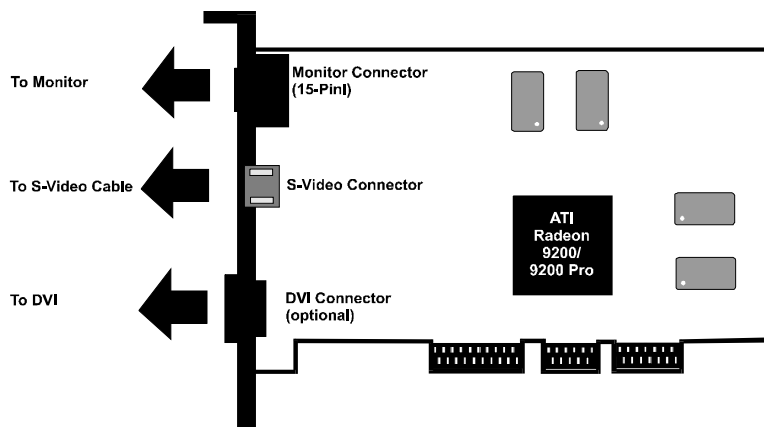 To Monitor
Monitor Connector
(15-Pinl)
To S-Video Cable
S-Video Connector
ATI
Radeon
9200/
9200 Pro
To DVI
DVI Connector
(optional)